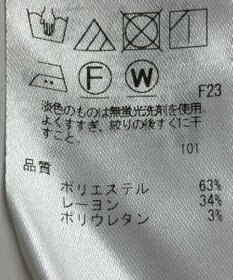 F
W
F23
淡色のものは無蛍光洗剤を使用。
よくすすぎ、絞りの後すぐに干
すこと。
101
品質
ポリエステル 63%
レーヨン 34%
ポリウレタン 3%